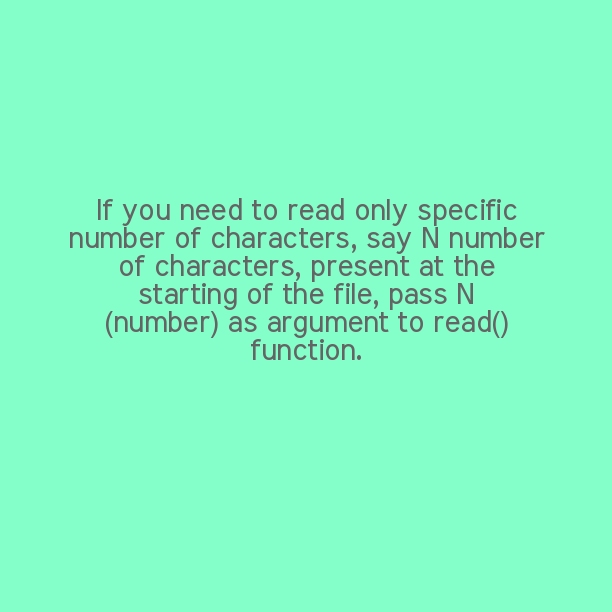 If you need to read only specific
number of characters, say N number
of characters, present at the
starting of the file, pass N
(number) as argument to read()
function.